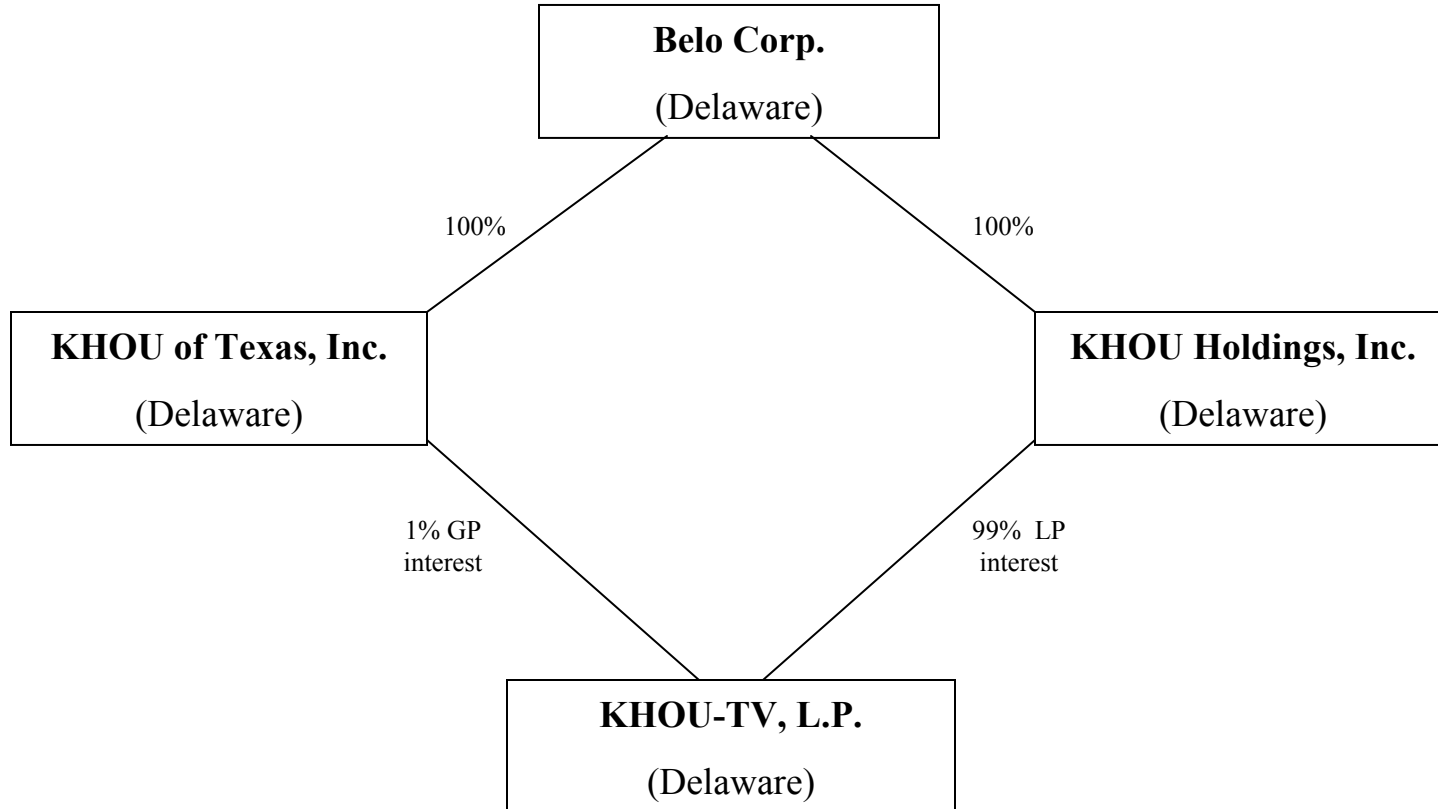 Belo Corp.
(Delaware)
100%
100%
KHOU of Texas, Inc.
(Delaware)
KHOU Holdings, Inc.
(Delaware)
1% GP
interest
99% LP
interest
KHOU-TV, L.P.
(Delaware)